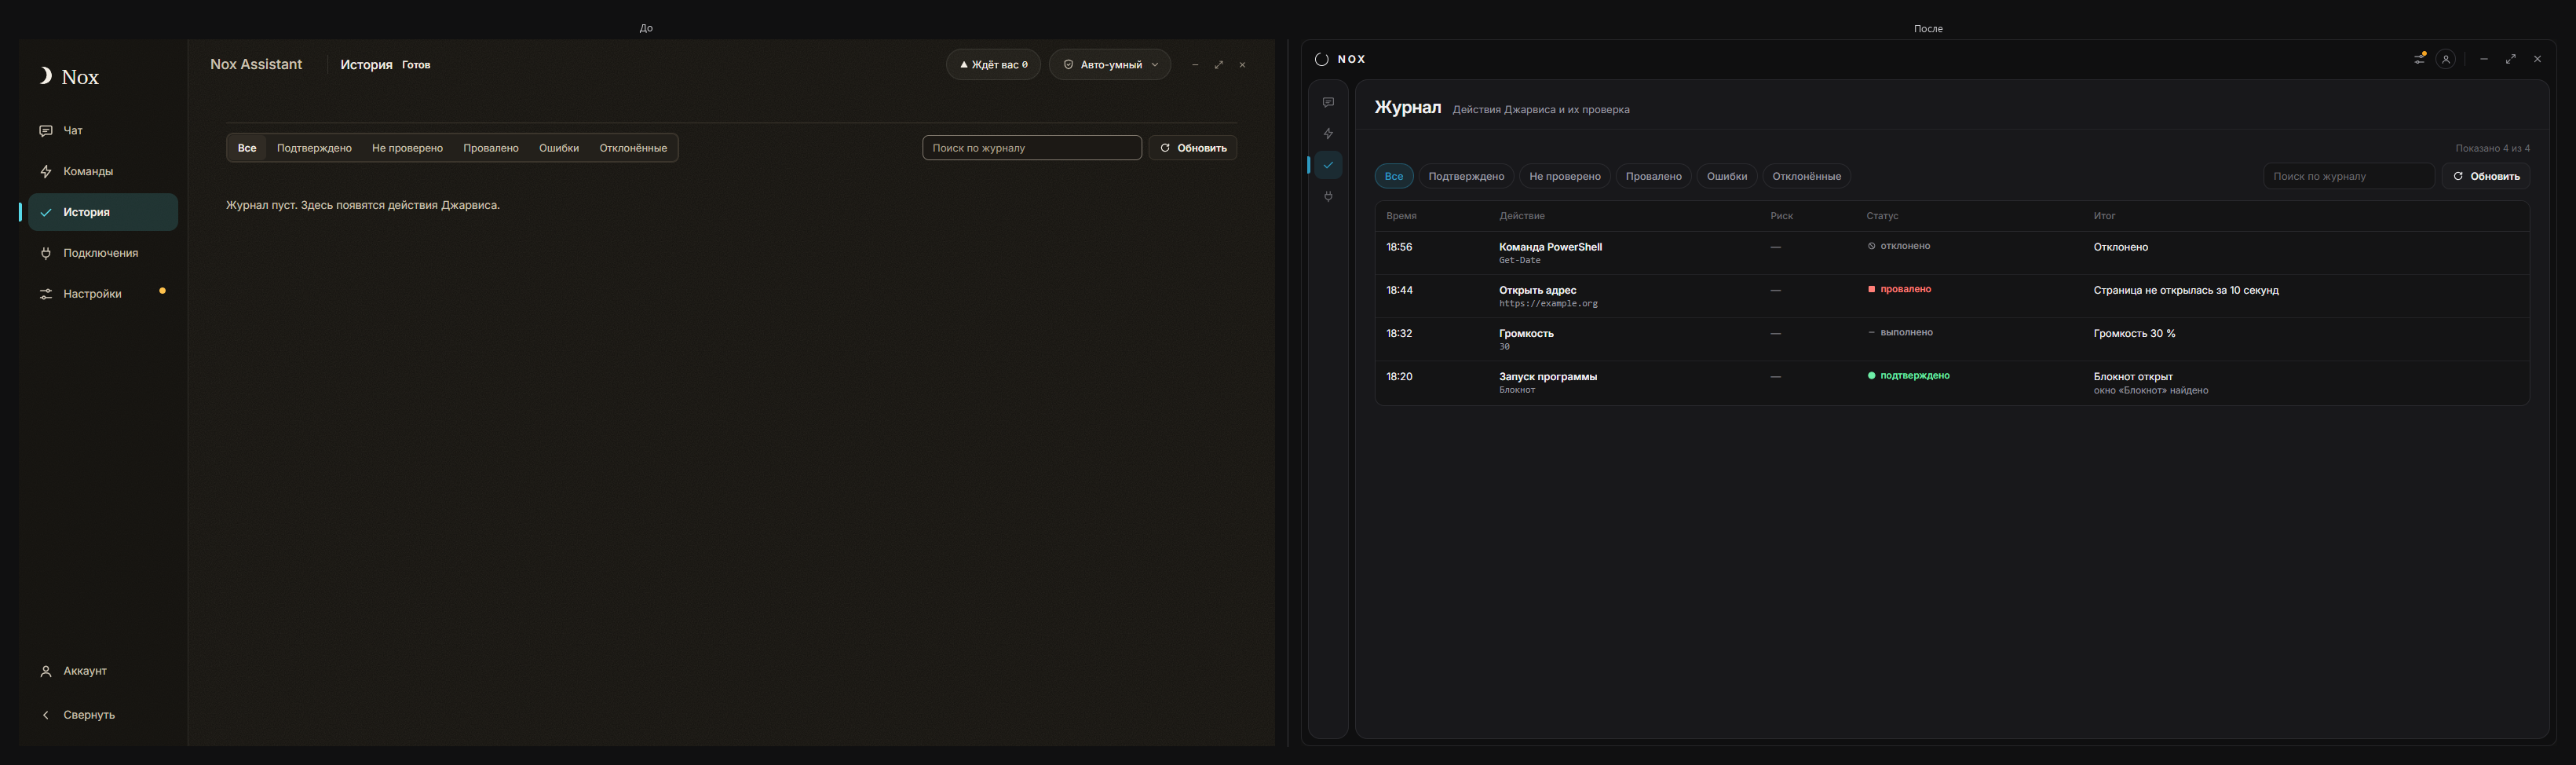 До
Nox
Чат
Команды
История
Подключения
Настройки
Аккаунт
Свернуть
Nox Assistant
История Готов
Ждёт вас 0
Авто-умный
Все Подтверждено Не проверено Провалено Ошибки Отклонённые
Поиск по журналу
Обновить
Журнал пуст. Здесь появятся действия Джарвиса.
После
NOX
Журнал Действия Джарвиса и их проверка
Показано 4 из 4
Все Подтверждено Не проверено Провалено Ошибки Отклонённые
Поиск по журналу
Обновить
Время Действие Риск Статус Итог
18:56 Команда PowerShell — отклонено Отклонено
Get-Date
18:44 Открыть адрес — провалено Страница не открылась за 10 секунд
https://example.org
18:32 Громкость — выполнено Громкость 30 %
30
18:20 Запуск программы — подтверждено Блокнот открыт
Блокнот окно «Блокнот» найдено